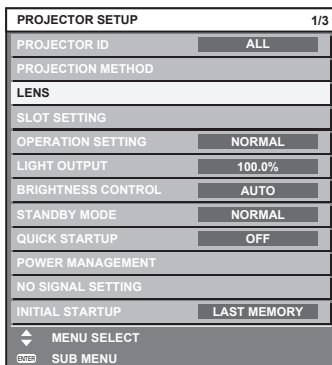 PROJECTOR SETUP 1/3
PROJECTOR ID ALL
PROJECTION METHOD
LENS
SLOT SETTING
OPERATION SETTING NORMAL
LIGHT OUTPUT 100.0%
BRIGHTNESS CONTROL AUTO
STANDBY MODE NORMAL
QUICK STARTUP OFF
POWER MANAGEMENT
NO SIGNAL SETTING
INITIAL STARTUP LAST MEMORY
MENU SELECT
ENTER SUB MENU